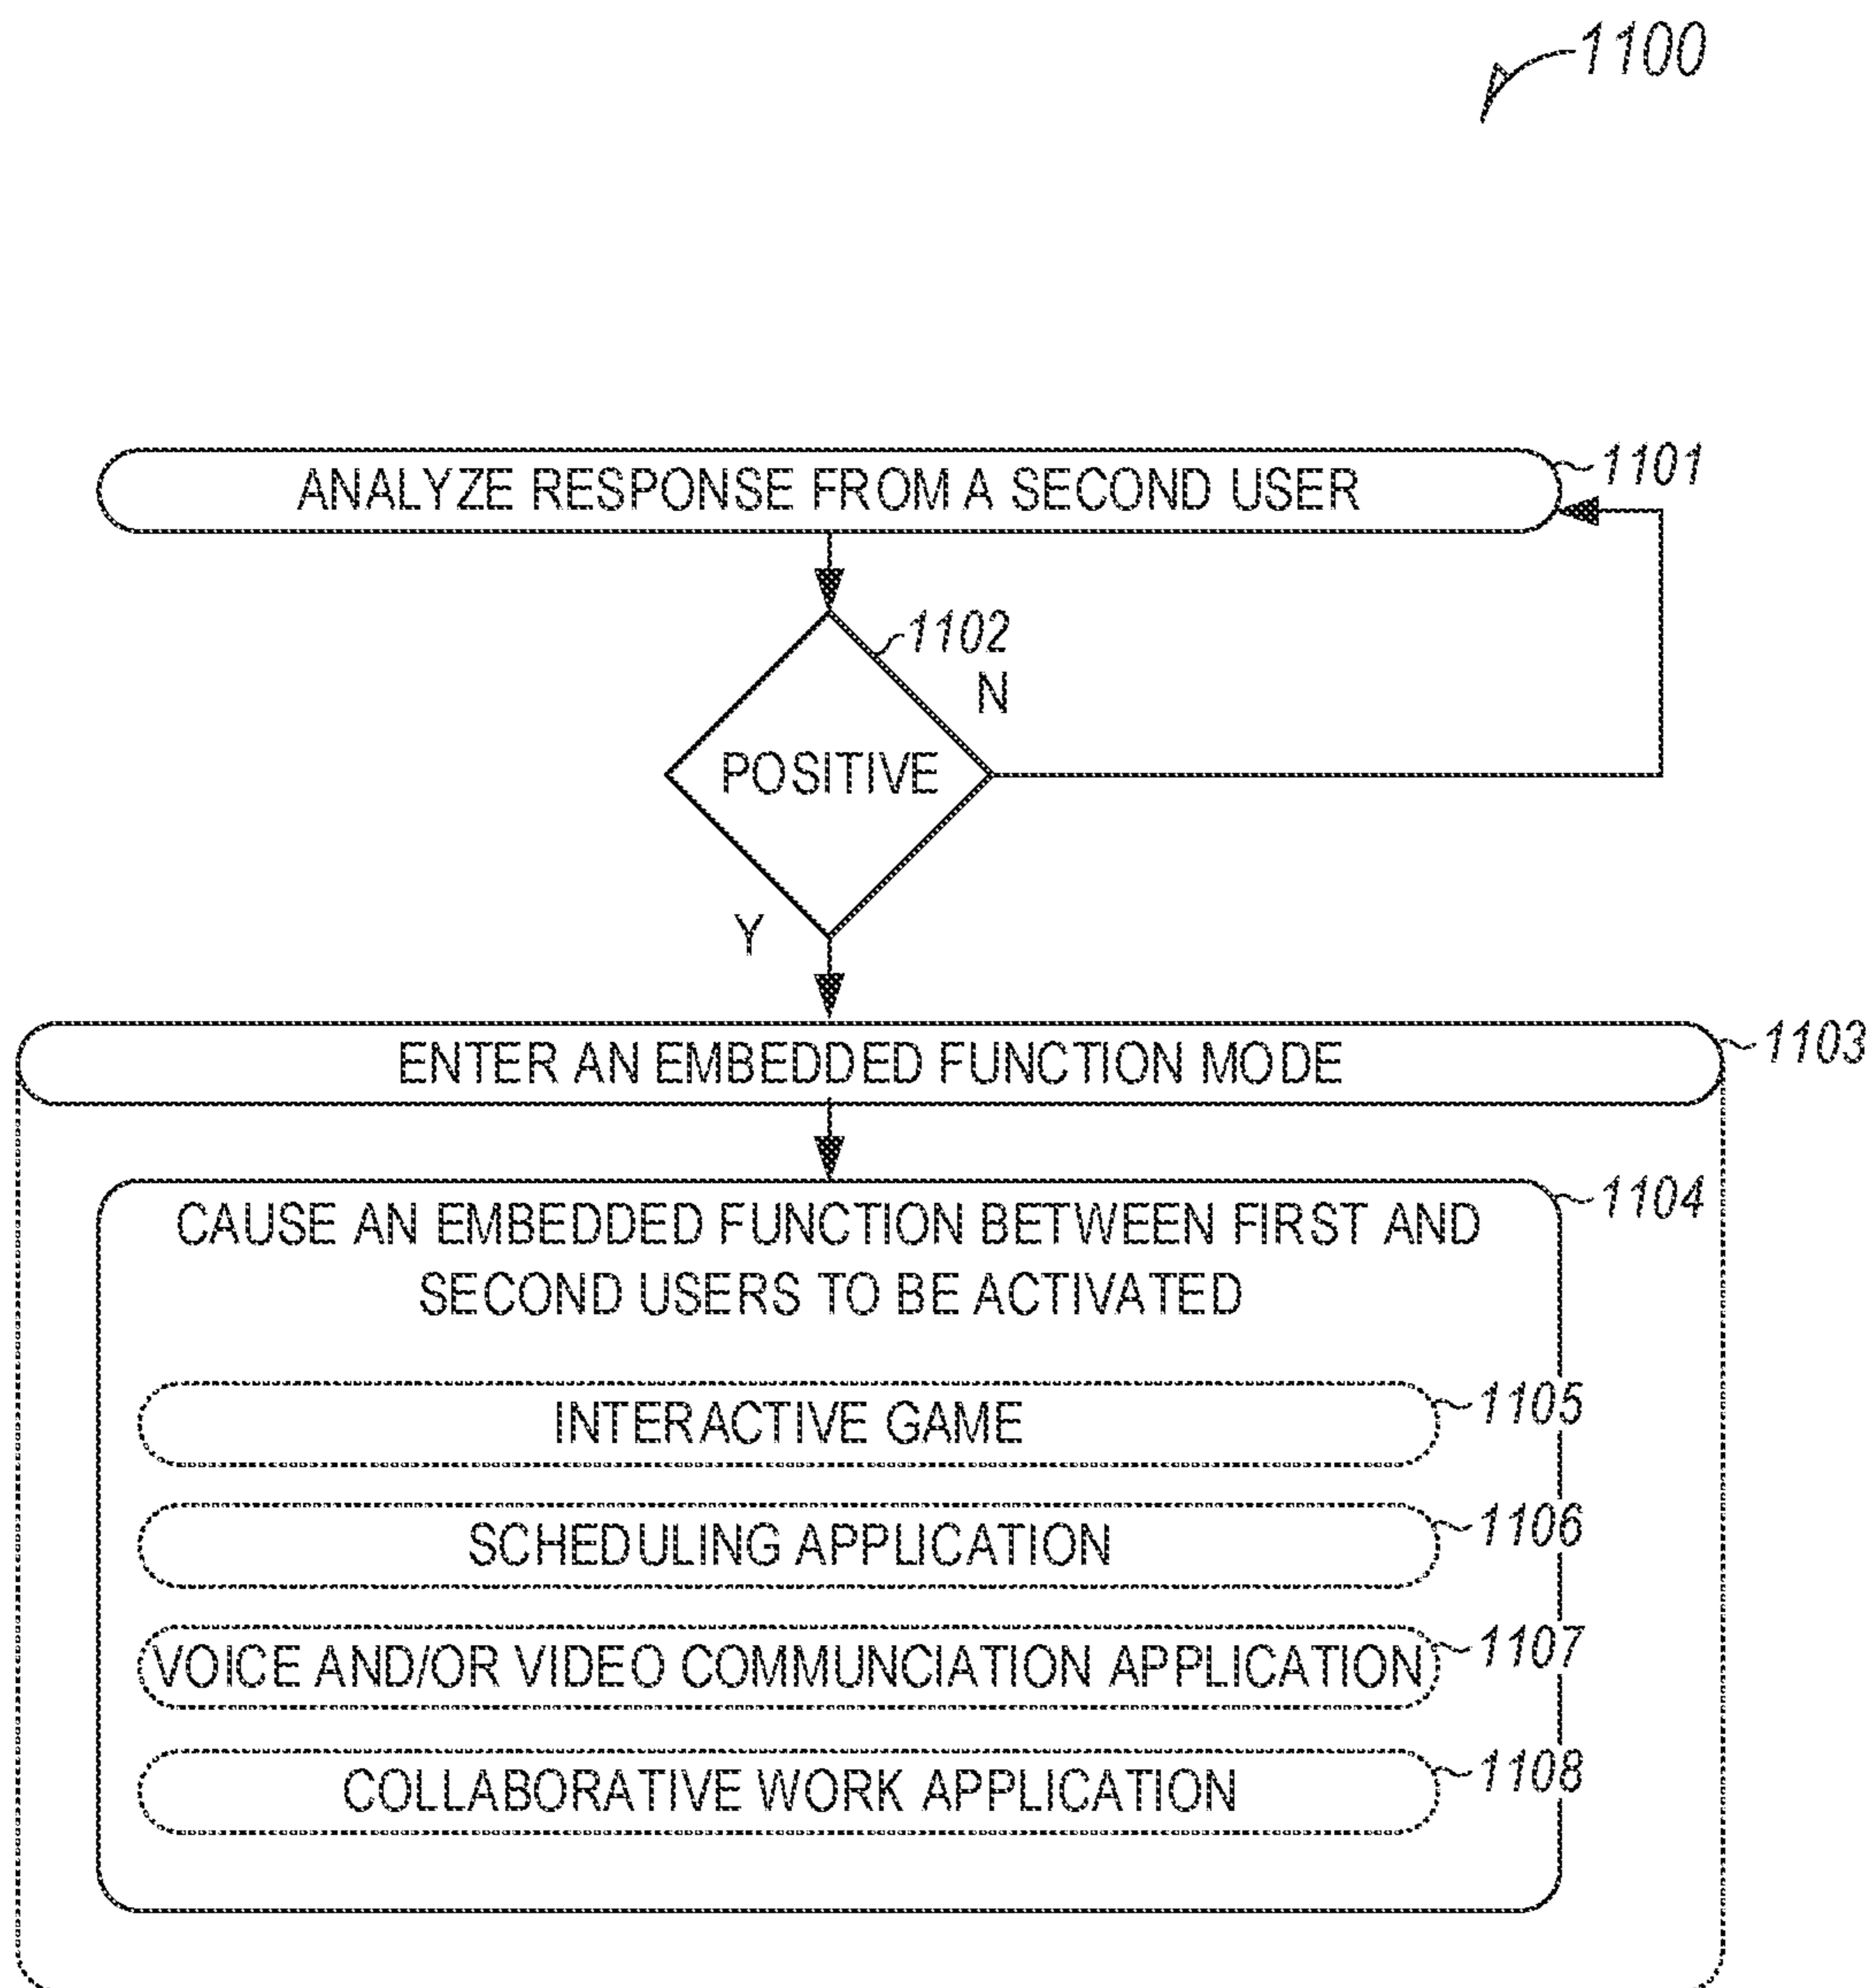 1100
ANALYZE RESPONSE FROM A SECOND USER
1101
1102
N
POSITIVE
Y
ENTER AN EMBEDDED FUNCTION MODE
1103
CAUSE AN EMBEDDED FUNCTION BETWEEN FIRST AND
SECOND USERS TO BE ACTIVATED
1104
INTERACTIVE GAME
1105
SCHEDULING APPLICATION
1106
VOICE AND/OR VIDEO COMMUNCIATION APPLICATION
1107
COLLABORATIVE WORK APPLICATION
1108